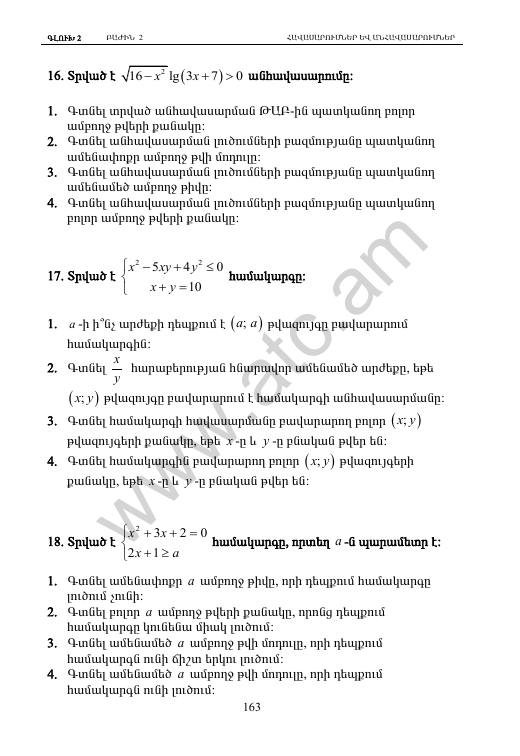 ԳԼՈՒԽ 2 ԲԱԺԻՆ 2 ՀԱՎԱՍԱՐՈՒՄՆԵՐ ԵՎ ԱՆՀԱՎԱՍԱՐՈՒՄՆԵՐ
16. Տրված է √(16 − x²) lg(3x + 7) > 0 անհավասարումը:
1. Գտնել տրված անհավասարման ԹԱԲ-ին պատկանող բոլոր
ամբողջ թվերի քանակը:
2. Գտնել անհավասարման լուծումների բազմությանը պատկանող
ամենափոքր ամբողջ թվի մոդուլը:
3. Գտնել անհավասարման լուծումների բազմությանը պատկանող
ամենամեծ ամբողջ թիվը:
4. Գտնել անհավասարման լուծումների բազմությանը պատկանող
բոլոր ամբողջ թվերի քանակը:
17. Տրված է { x² − 5xy + 4y² ≤ 0
x + y = 10 համակարգը:
1. a -ի ի՞նչ արժեքի դեպքում է (a; a) թվազույգը բավարարում
համակարգին:
2. Գտնել x/y հարաբերության հնարավոր ամենամեծ արժեքը, եթե
(x; y) թվազույգը բավարարում է համակարգի անհավասարմանը:
3. Գտնել համակարգի հավասարմանը բավարարող բոլոր (x; y)
թվազույգերի քանակը, եթե x -ը և y -ը բնական թվեր են:
4. Գտնել համակարգին բավարարող բոլոր (x; y) թվազույգերի
քանակը, եթե x -ը և y -ը բնական թվեր են:
18. Տրված է { x² + 3x + 2 = 0
2x + 1 ≥ a համակարգը, որտեղ a -ն պարամետր է:
1. Գտնել ամենափոքր a ամբողջ թիվը, որի դեպքում համակարգը
լուծում չունի:
2. Գտնել բոլոր a ամբողջ թվերի քանակը, որոնց դեպքում
համակարգը կունենա միակ լուծում:
3. Գտնել ամենամեծ a ամբողջ թվի մոդուլը, որի դեպքում
համակարգն ունի ճիշտ երկու լուծում:
4. Գտնել ամենամեծ a ամբողջ թվի մոդուլը, որի դեպքում
համակարգն ունի լուծում:
163
www.atc.am